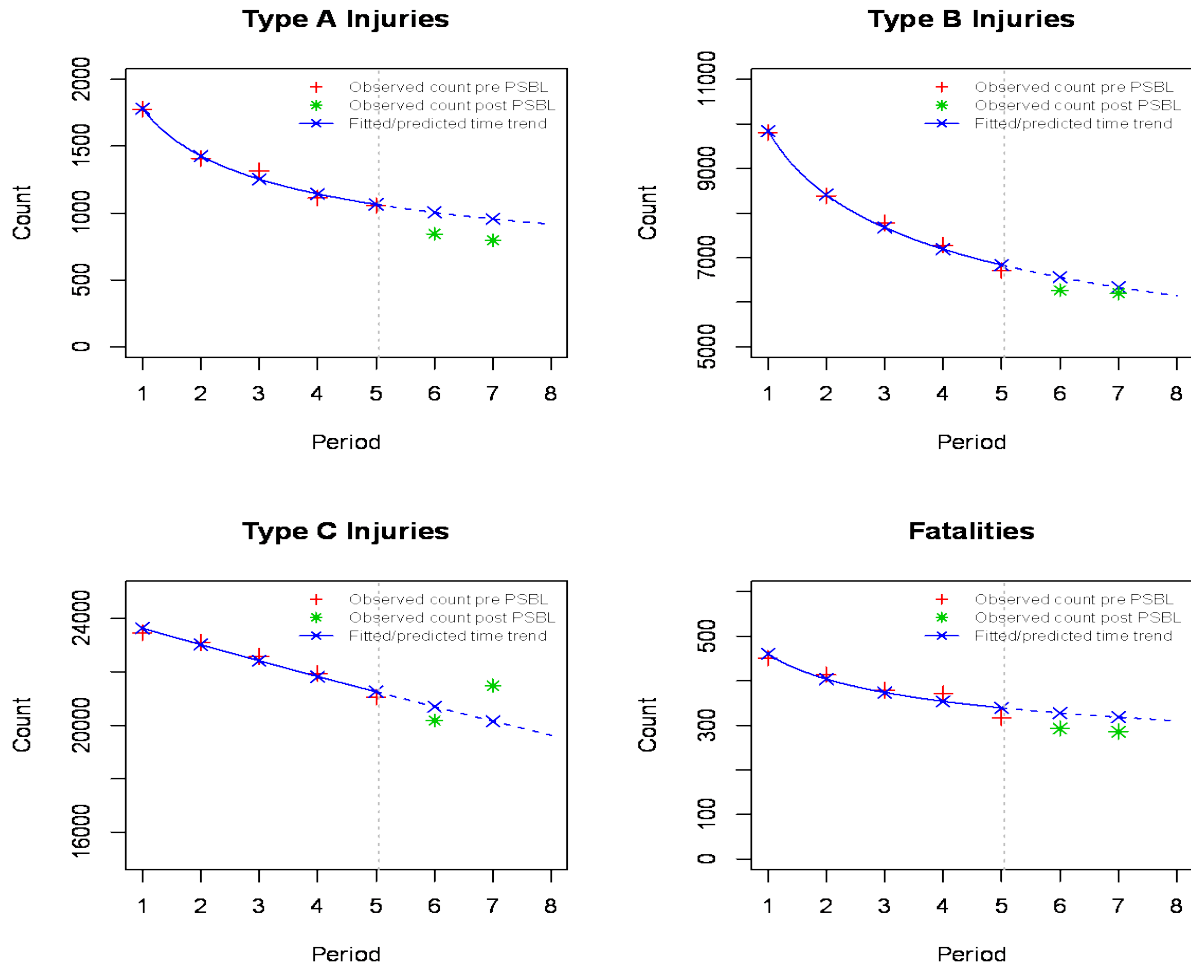 Type A Injuries
Count
2000
1500
1000
500
0
Observed count pre PSBL
Observed count post PSBL
Fitted/predicted time trend
1 2 3 4 5 6 7 8
Period
Type B Injuries
Count
11000
9000
7000
5000
Observed count pre PSBL
Observed count post PSBL
Fitted/predicted time trend
1 2 3 4 5 6 7 8
Period
Type C Injuries
Count
24000
20000
16000
Observed count pre PSBL
Observed count post PSBL
Fitted/predicted time trend
1 2 3 4 5 6 7 8
Period
Fatalities
Count
500
300
100
0
Observed count pre PSBL
Observed count post PSBL
Fitted/predicted time trend
1 2 3 4 5 6 7 8
Period